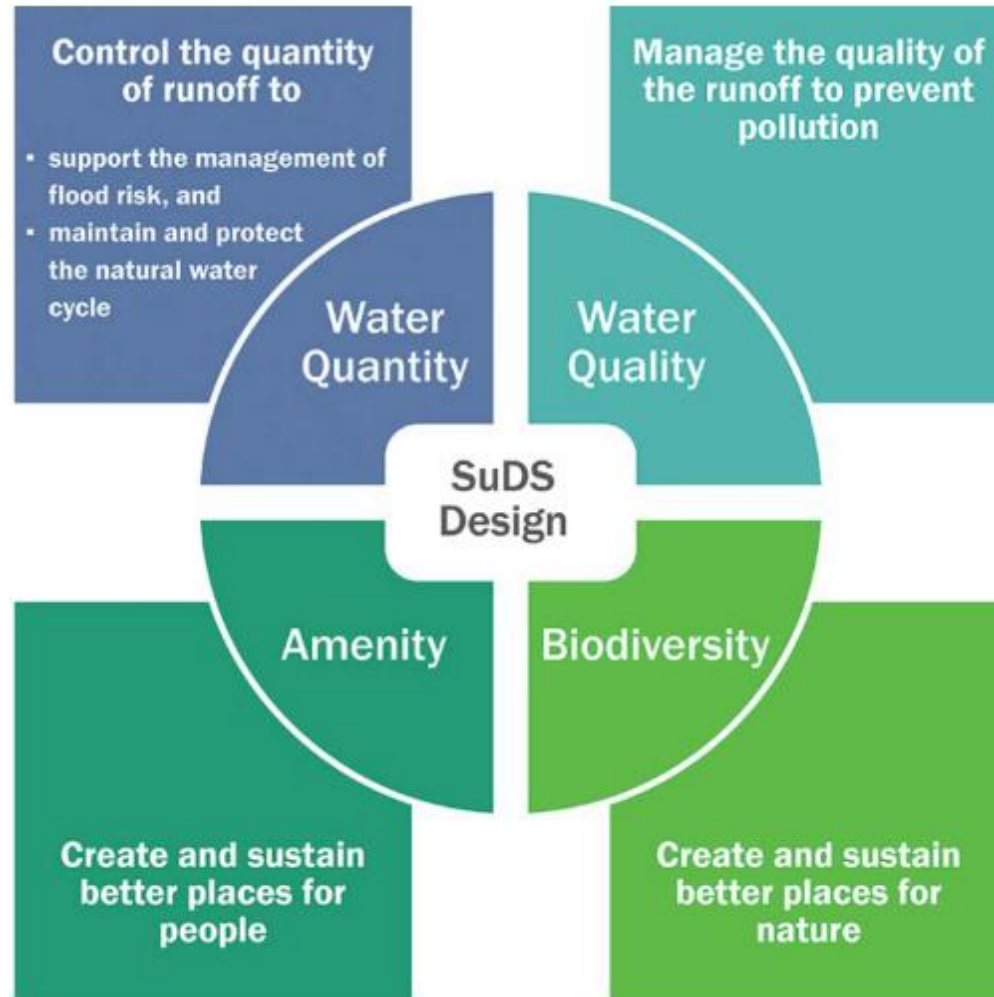 Control the quantity
of runoff to
▪ support the management of
flood risk, and
▪ maintain and protect
the natural water
cycle
Manage the quality of
the runoff to prevent
pollution
Water
Quantity
Water
Quality
SuDS
Design
Amenity
Biodiversity
Create and sustain
better places for
people
Create and sustain
better places for
nature